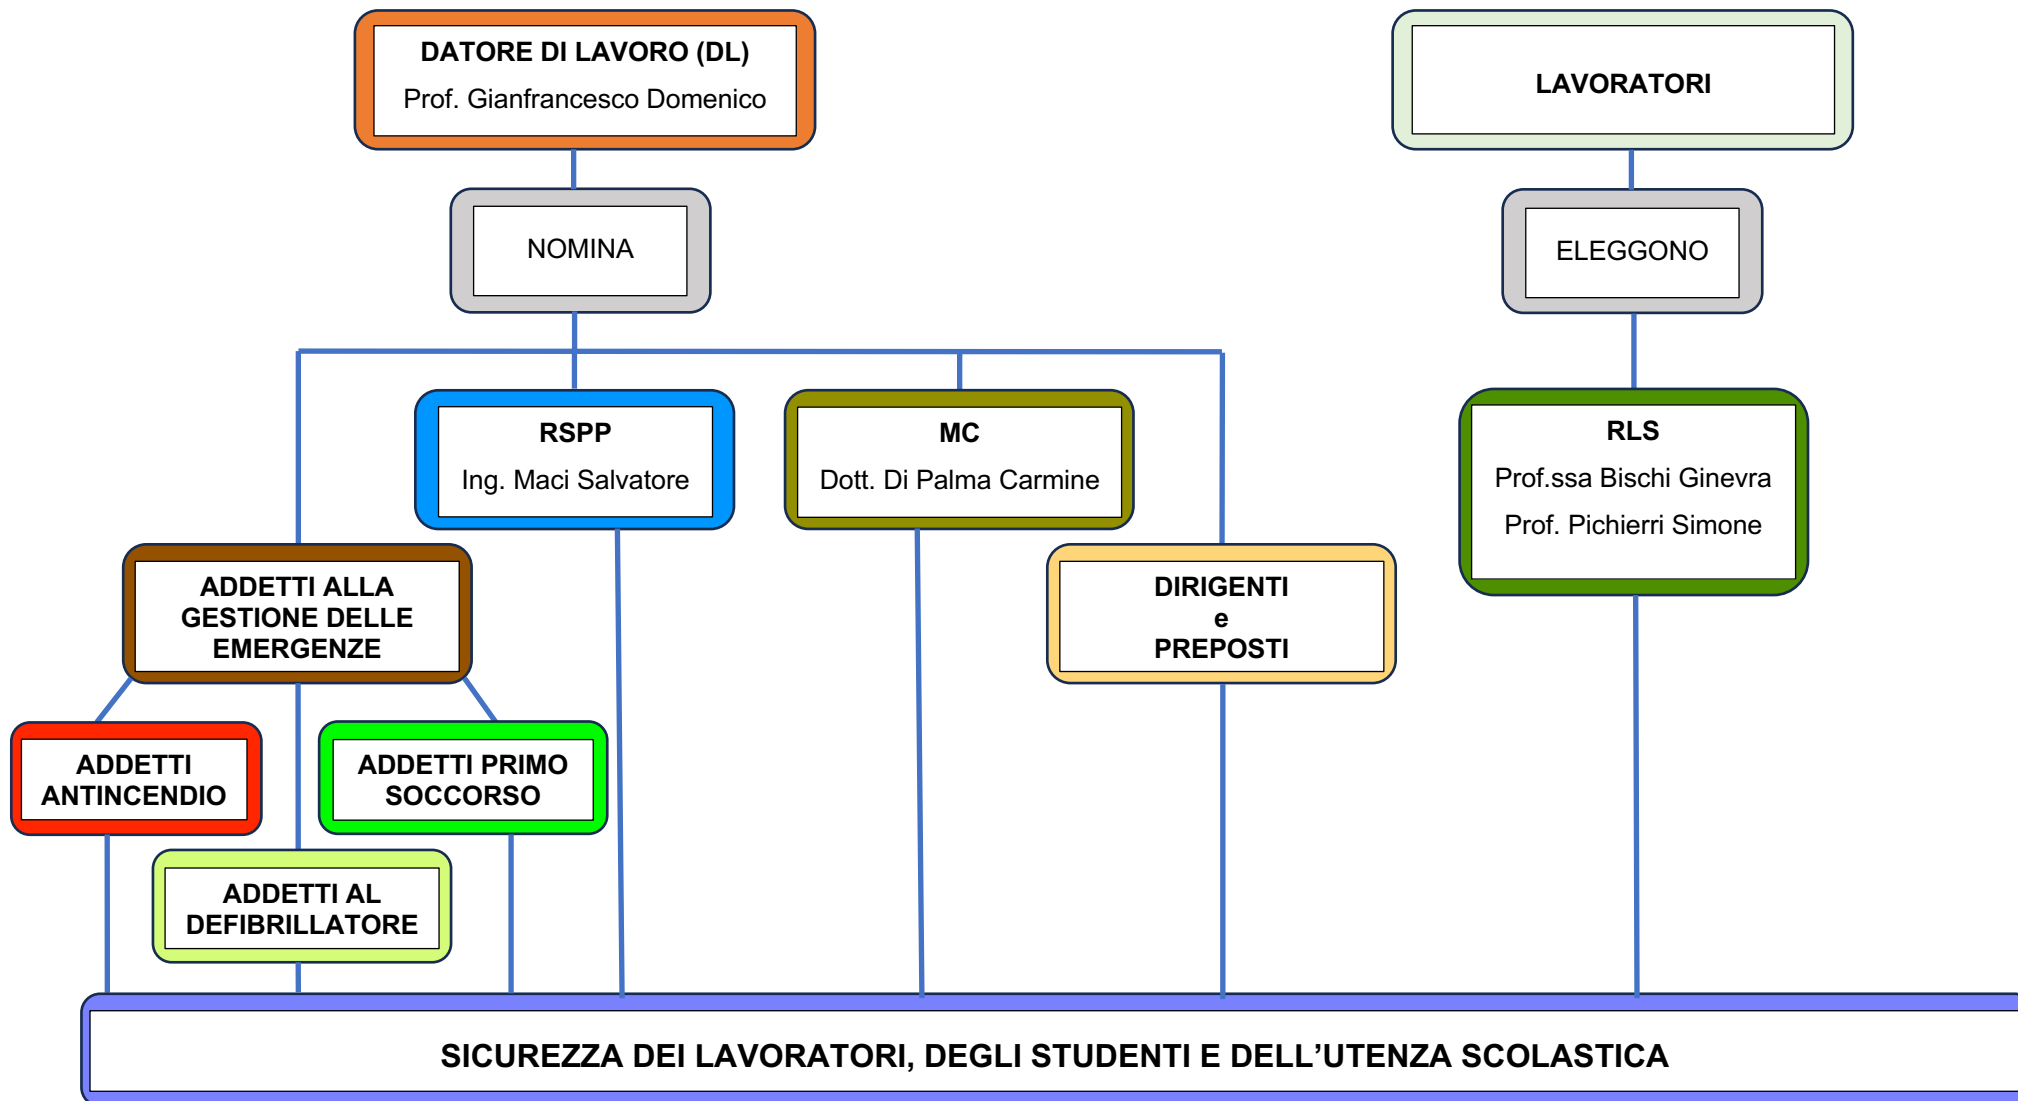 DATORE DI LAVORO (DL)
Prof. Gianfrancesco Domenico
LAVORATORI
NOMINA
ELEGGONO
RSPP
Ing. Maci Salvatore
MC
Dott. Di Palma Carmine
RLS
Prof.ssa Bischi Ginevra
Prof. Pichierri Simone
ADDETTI ALLA
GESTIONE DELLE
EMERGENZE
DIRIGENTI
e
PREPOSTI
ADDETTI
ANTINCENDIO
ADDETTI PRIMO
SOCCORSO
ADDETTI AL
DEFIBRILLATORE
SICUREZZA DEI LAVORATORI, DEGLI STUDENTI E DELL’UTENZA SCOLASTICA